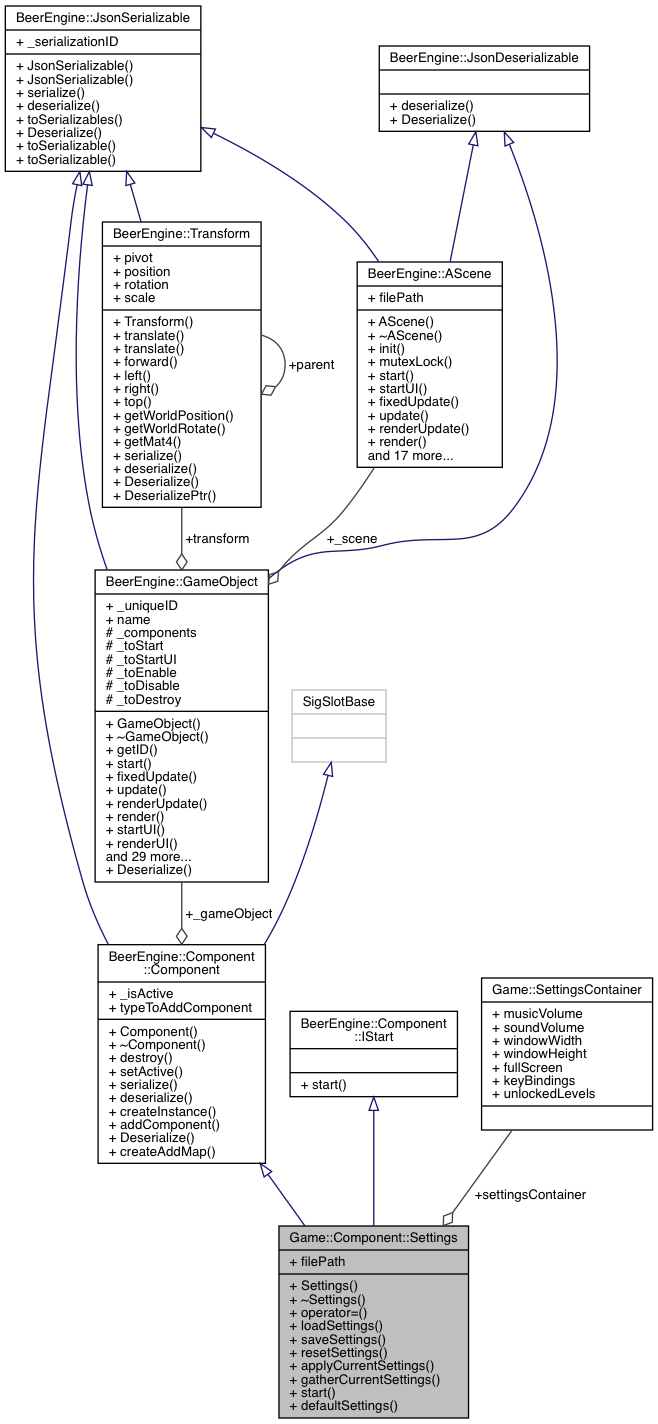 BeerEngine::JsonSerializable
+ _serializationID
+ JsonSerializable()
+ JsonSerializable()
+ serialize()
+ deserialize()
+ toSerializables()
+ Deserialize()
+ toSerializable()
+ toSerializable()
BeerEngine::JsonDeserializable
+ deserialize()
+ Deserialize()
BeerEngine::Transform
+ pivot
+ position
+ rotation
+ scale
+ Transform()
+ translate()
+ translate()
+ forward()
+ left()
+ right()
+ top()
+ getWorldPosition()
+ getWorldRotate()
+ getMat4()
+ serialize()
+ deserialize()
+ Deserialize()
+ DeserializePtr()
+parent
BeerEngine::AScene
+ filePath
+ AScene()
+ ~AScene()
+ init()
+ mutexLock()
+ start()
+ startUI()
+ fixedUpdate()
+ update()
+ renderUpdate()
+ render()
and 17 more...
+transform
+_scene
BeerEngine::GameObject
+ _uniqueID
+ name
# _components
# _toStart
# _toStartUI
# _toEnable
# _toDisable
# _toDestroy
+ GameObject()
+ ~GameObject()
+ getID()
+ start()
+ fixedUpdate()
+ update()
+ renderUpdate()
+ render()
+ startUI()
+ renderUI()
and 29 more...
+ Deserialize()
SigSlotBase
+_gameObject
BeerEngine::Component
::Component
+ _isActive
+ typeToAddComponent
+ Component()
+ ~Component()
+ destroy()
+ setActive()
+ serialize()
+ deserialize()
+ createInstance()
+ addComponent()
+ Deserialize()
+ createAddMap()
BeerEngine::Component
::IStart
+ start()
Game::SettingsContainer
+ musicVolume
+ soundVolume
+ windowWidth
+ windowHeight
+ fullScreen
+ keyBindings
+ unlockedLevels
+settingsContainer
Game::Component::Settings
+ filePath
+ Settings()
+ ~Settings()
+ operator=()
+ loadSettings()
+ saveSettings()
+ resetSettings()
+ applyCurrentSettings()
+ gatherCurrentSettings()
+ start()
+ defaultSettings()